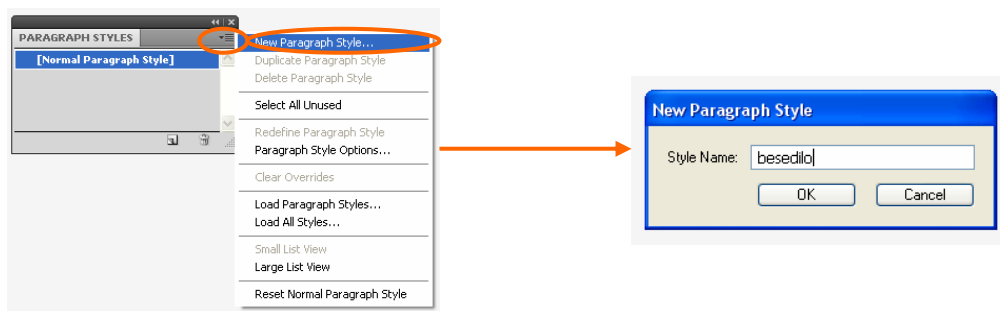 PARAGRAPH STYLES
[Normal Paragraph Style]
New Paragraph Style...
Duplicate Paragraph Style
Delete Paragraph Style
Select All Unused
Redefine Paragraph Style
Paragraph Style Options...
Clear Overrides
Load Paragraph Styles...
Load All Styles...
Small List View
Large List View
Reset Normal Paragraph Style
New Paragraph Style
Style Name: besedilo
OK Cancel